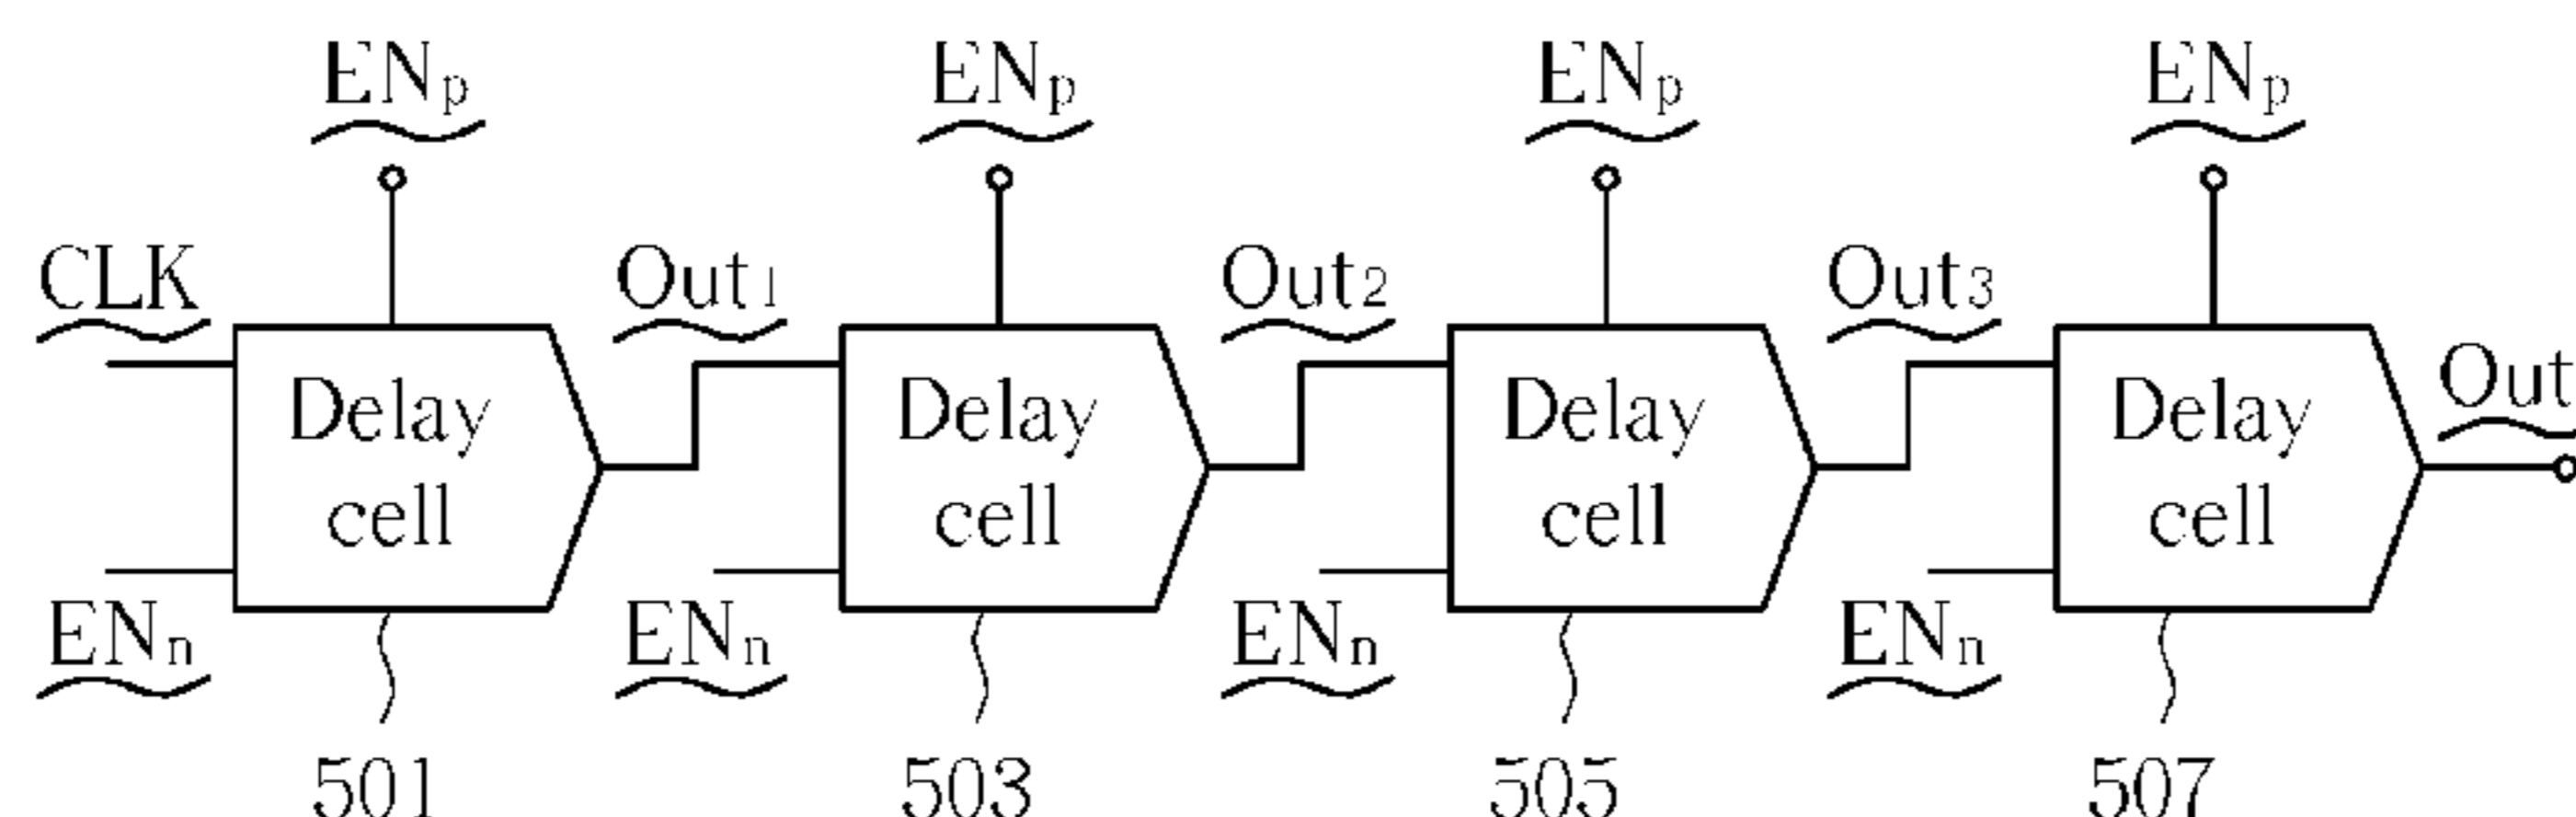 ENp ENp ENp ENp
CLK Out1 Out2 Out3
Out
Delay cell Delay cell Delay cell Delay cell
ENn ENn ENn ENn
501 503 505 507